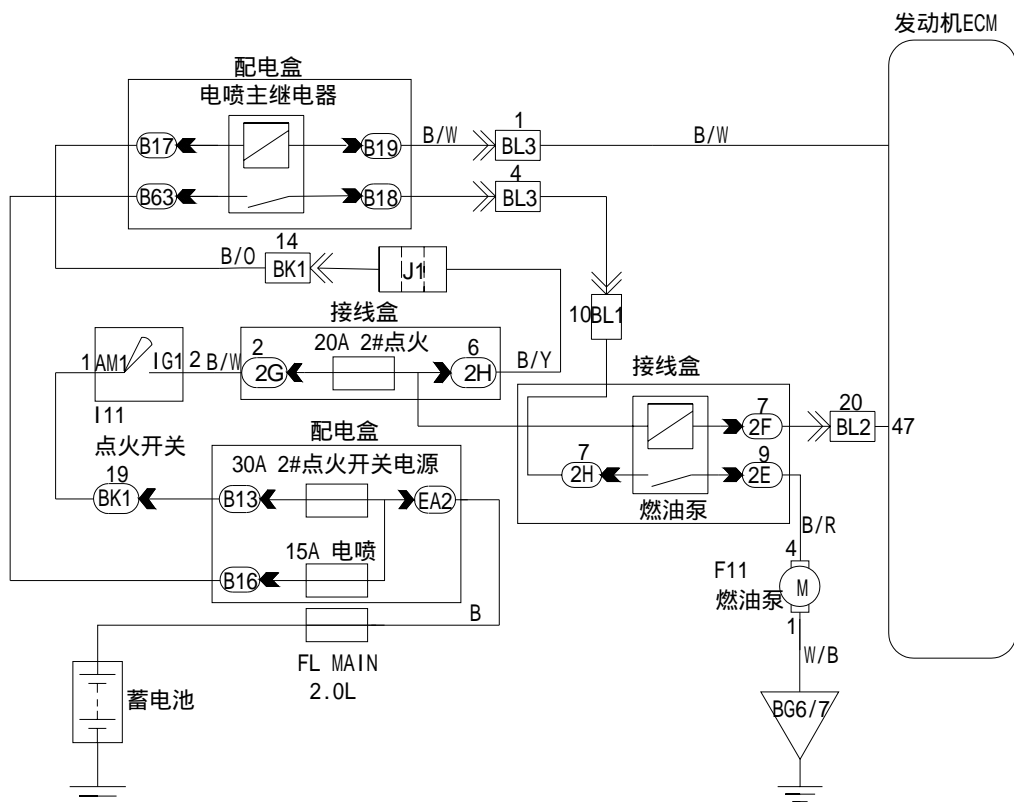 发动机ECM
配电盒
电喷主继电器
B17
B19
B/W
1
BL3
B/W
B63
B18
4
BL3
B/O
14
BK1
J1
10
BL1
接线盒
20A 2#点火
1
AM1
IG1
2
B/W
2
2G
6
2H
B/Y
I11
点火开关
接线盒
7
2F
20
BL2
47
7
2H
9
2E
燃油泵
配电盒
30A 2#点火开关电源
19
BK1
B13
EA2
15A 电喷
B16
B/R
4
F11
燃油泵
M
1
B
FL MAIN
2.0L
W/B
蓄电池
BG6/7